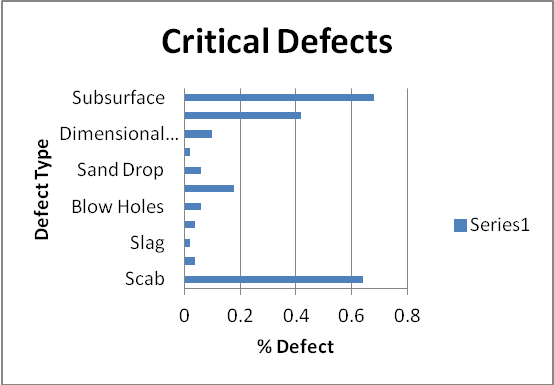 Critical Defects
Defect Type
Subsurface
Dimensional...
Sand Drop
Blow Holes
Slag
Scab
Series1
0 0.2 0.4 0.6 0.8
% Defect